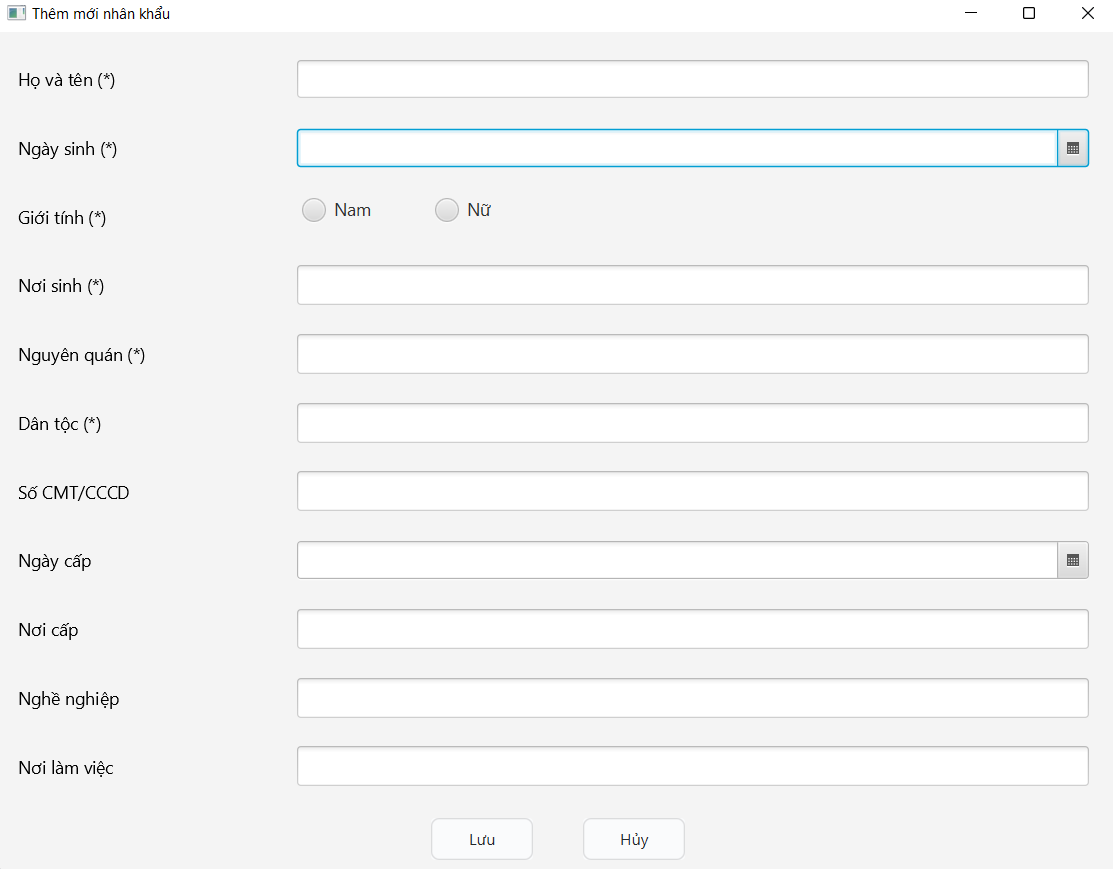 Thêm mới nhân khẩu
Họ và tên (*)
Ngày sinh (*)
Giới tính (*)
Nam
Nữ
Nơi sinh (*)
Nguyên quán (*)
Dân tộc (*)
Số CMT/CCCD
Ngày cấp
Nơi cấp
Nghề nghiệp
Nơi làm việc
Lưu
Hủy